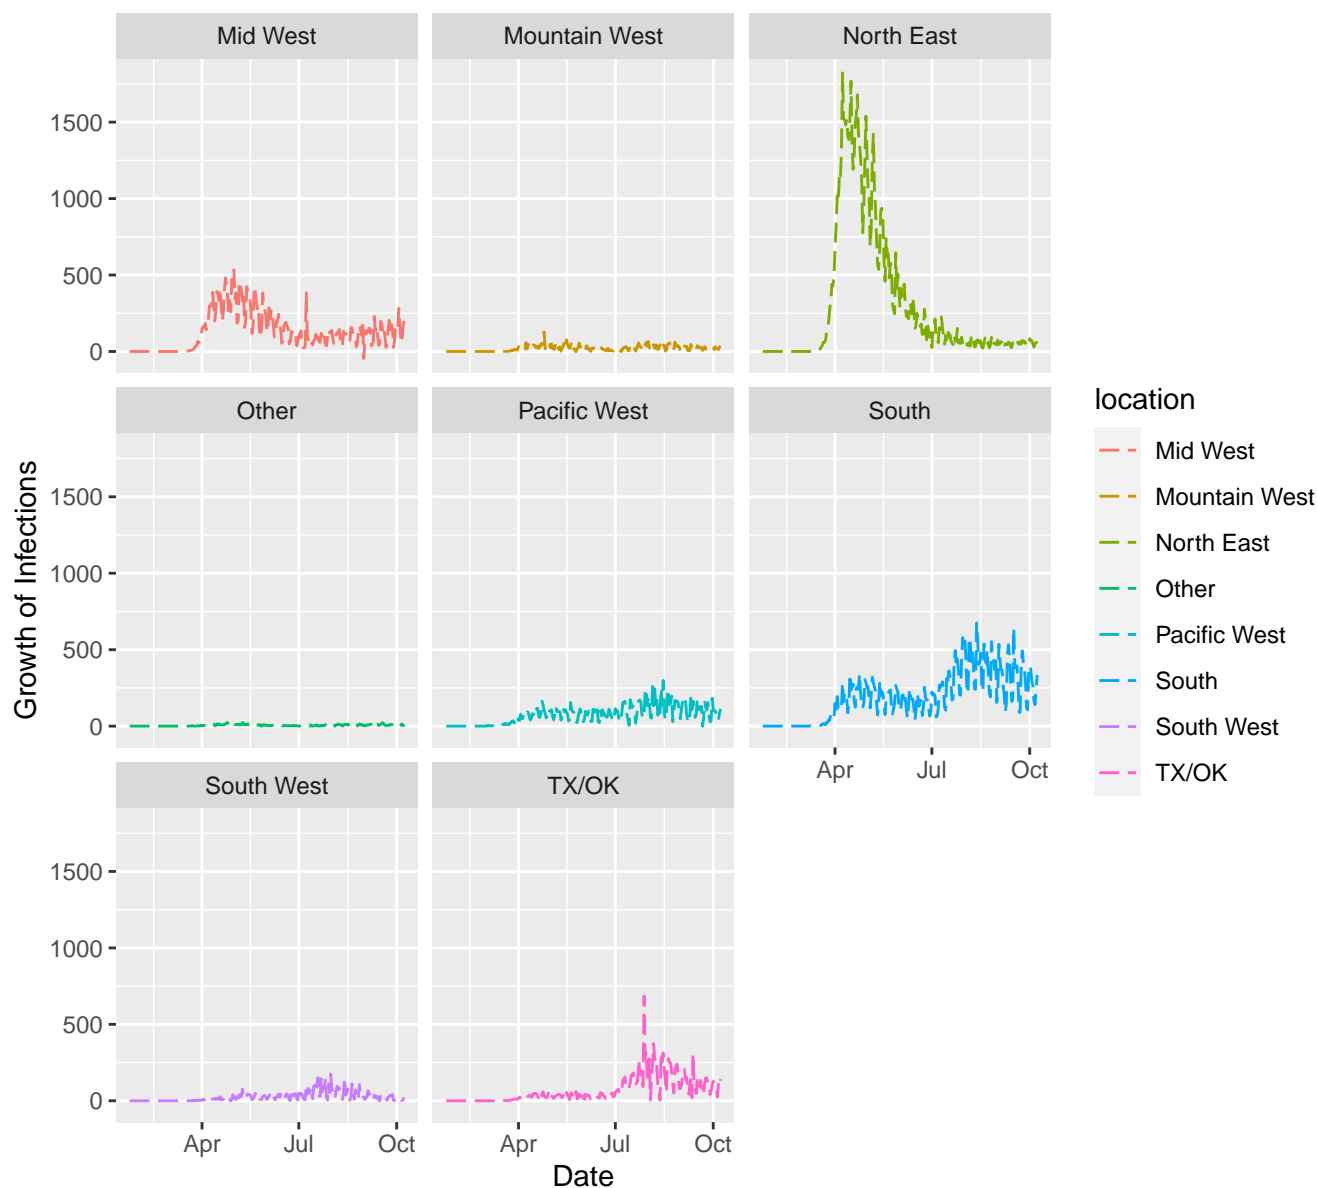 Mid West
Mountain West
North East
1500
1000
500
0
Other
Pacific West
South
1500
1000
500
0
Apr
Jul
Oct
South West
TX/OK
1500
1000
500
0
Apr
Jul
Oct
Apr
Jul
Oct
Date
Growth of Infections
location
Mid West
Mountain West
North East
Other
Pacific West
South
South West
TX/OK